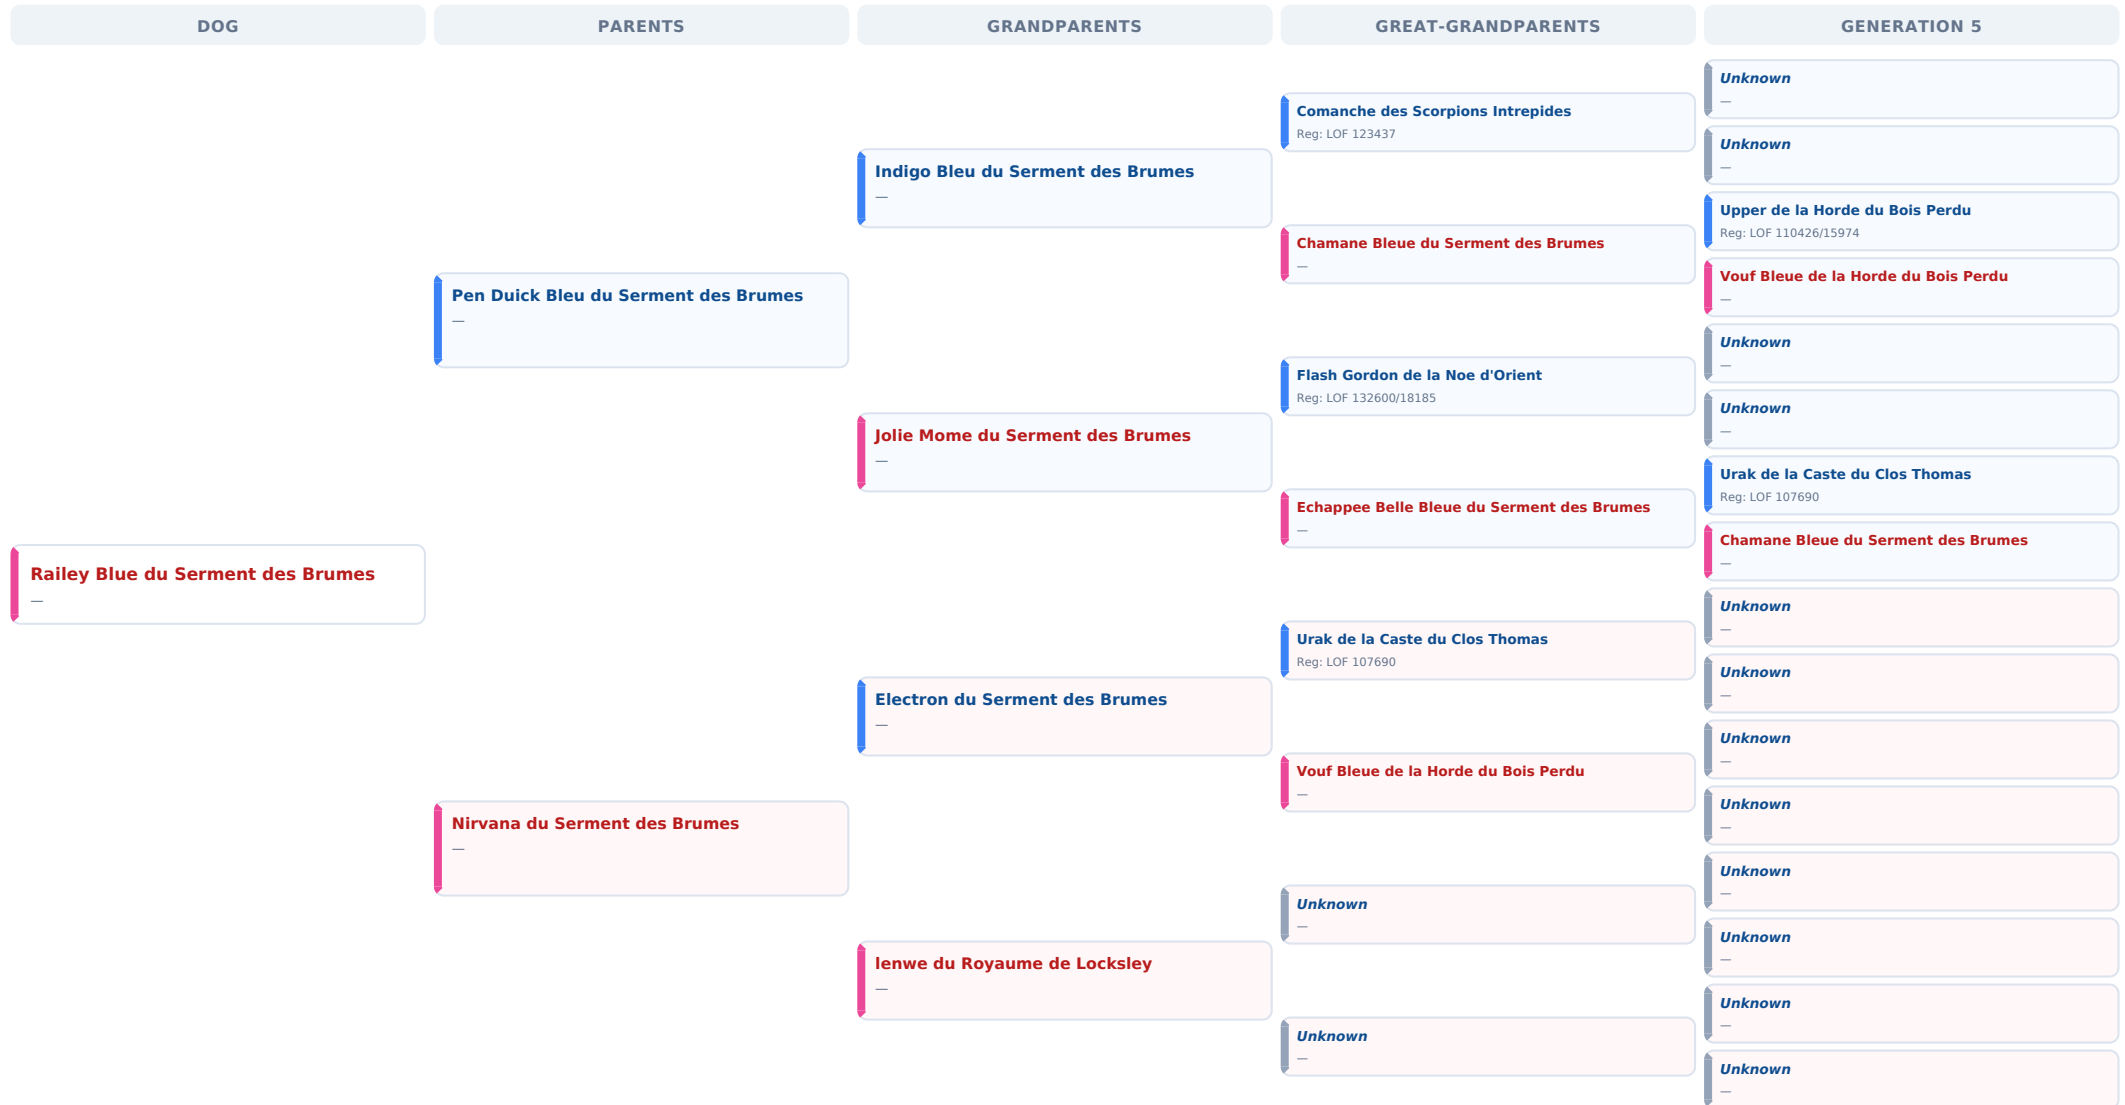 DOG
PARENTS
GRANDPARENTS
GREAT-GRANDPARENTS
GENERATION 5
Railey Blue du Serment des Brumes
—
Pen Duick Bleu du Serment des Brumes
—
Nirvana du Serment des Brumes
—
Indigo Bleu du Serment des Brumes
—
Jolie Mome du Serment des Brumes
—
Electron du Serment des Brumes
—
lenwe du Royaume de Locksley
—
Comanche des Scorpions Intrepides
Reg: LOF 123437
Chamane Bleue du Serment des Brumes
—
Flash Gordon de la Noe d'Orient
Reg: LOF 132600/18185
Echappee Belle Bleue du Serment des Brumes
—
Urak de la Caste du Clos Thomas
Reg: LOF 107690
Vouf Bleue de la Horde du Bois Perdu
—
Unknown
—
Unknown
—
Unknown
—
Unknown
—
Upper de la Horde du Bois Perdu
Reg: LOF 110426/15974
Vouf Bleue de la Horde du Bois Perdu
—
Unknown
—
Unknown
—
Urak de la Caste du Clos Thomas
Reg: LOF 107690
Chamane Bleue du Serment des Brumes
—
Unknown
—
Unknown
—
Unknown
—
Unknown
—
Unknown
—
Unknown
—
Unknown
—
Unknown
—